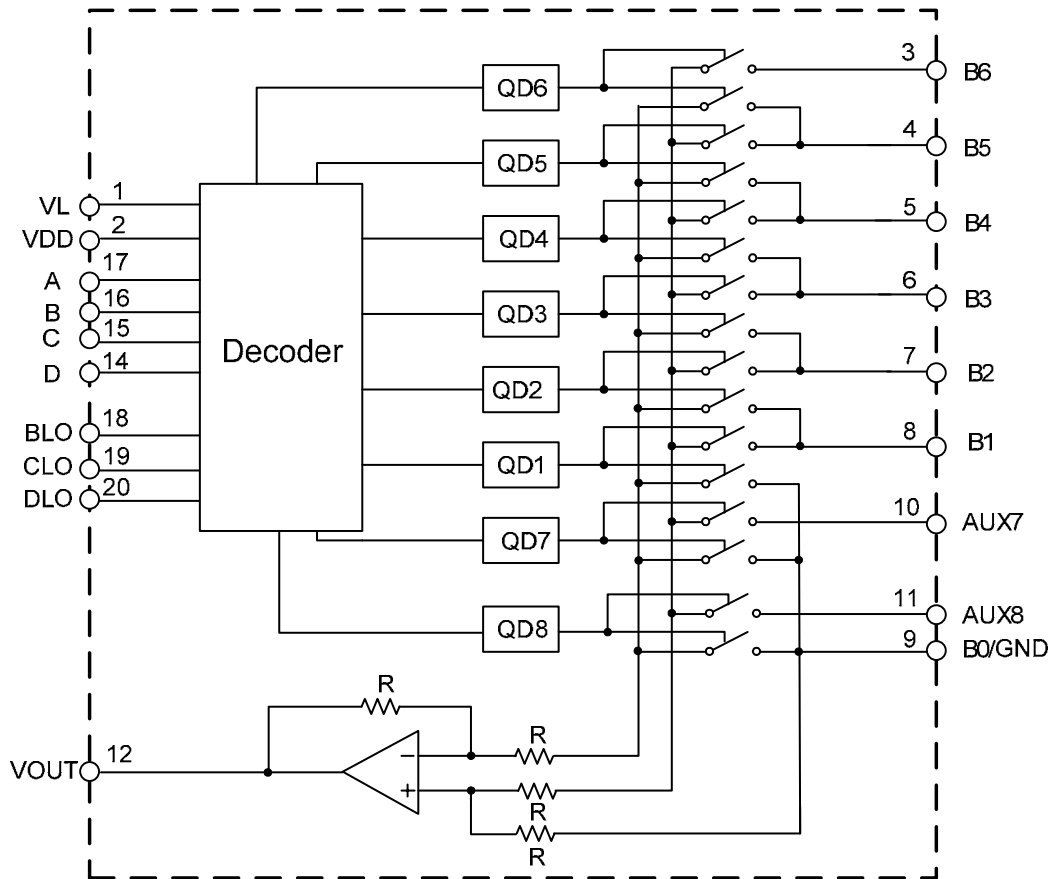 3
B6
QD6
4
B5
QD5
1
VL
5
B4
2
VDD
QD4
17
A
16
B
6
B3
QD3
15
C
Decoder
14
D
7
B2
QD2
18
BLO
8
B1
19
CLO
QD1
20
DLO
10
AUX7
QD7
11
AUX8
QD8
9
B0/GND
R
R
12
VOUT
−
+
R
R